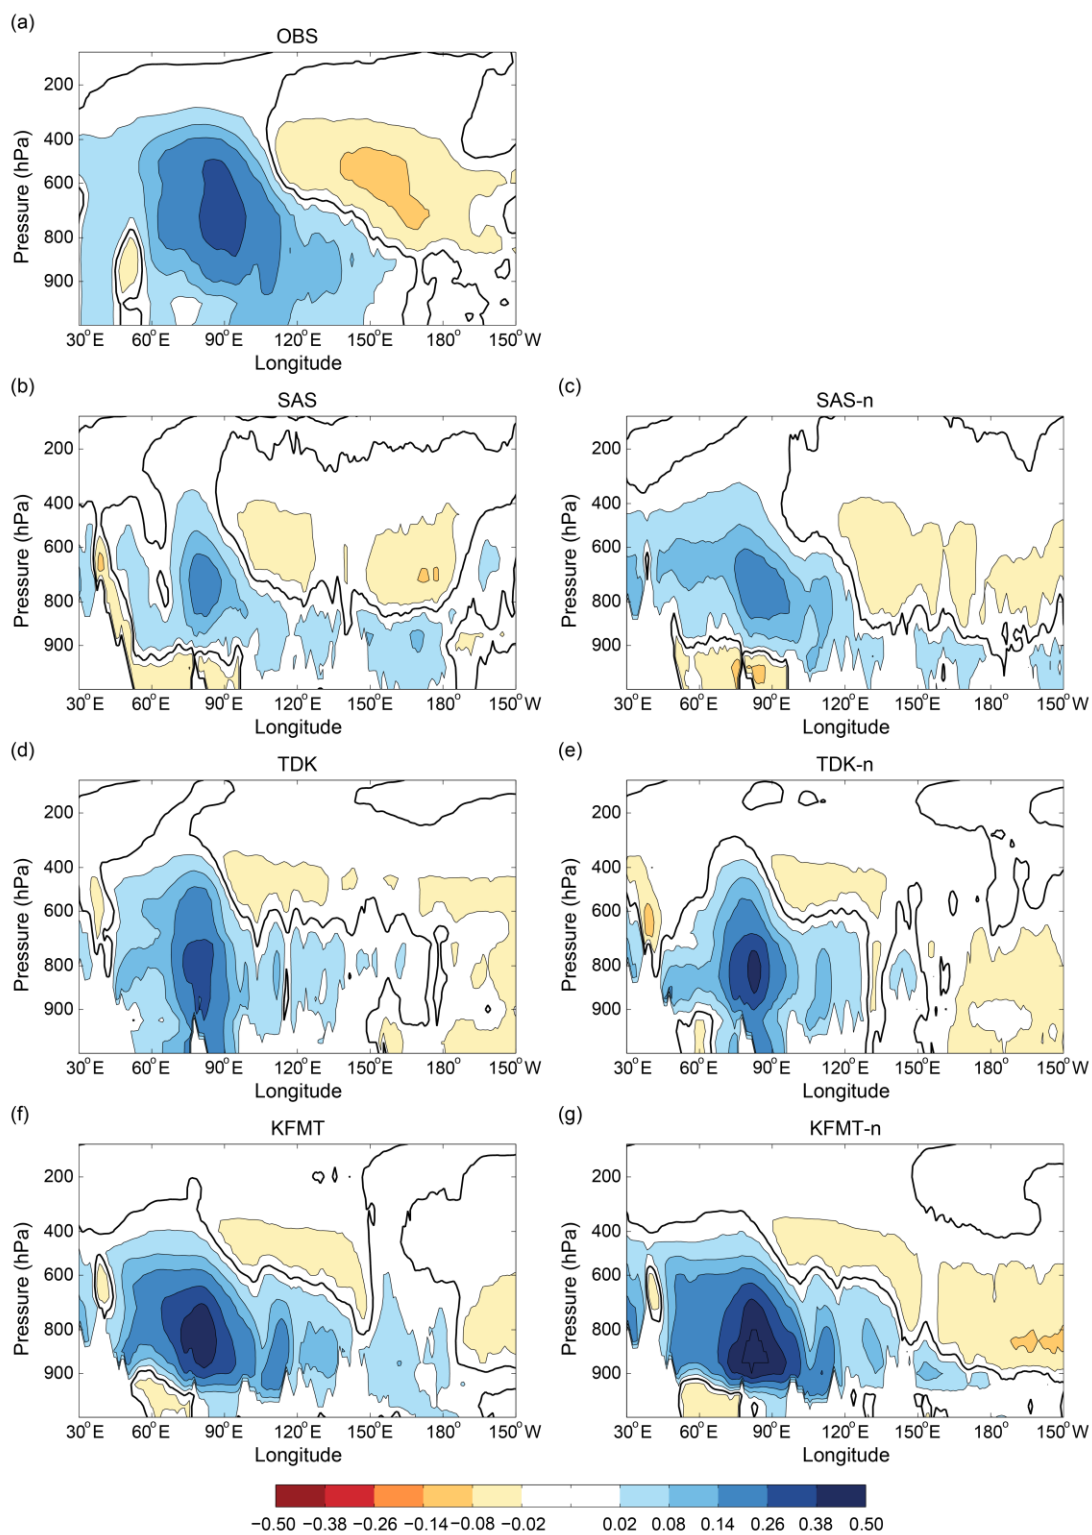 (a)
OBS
Pressure (hPa)
200
400
600
800
900
30°E 60°E 90°E 120°E 150°E 180° 150°W
Longitude
(b) (c)
SAS SAS-n
Pressure (hPa) Pressure (hPa)
200 200
400 400
600 600
800 800
900 900
30°E 60°E 90°E 120°E 150°E 180° 150°W 30°E 60°E 90°E 120°E 150°E 180° 150°W
Longitude Longitude
(d) (e)
TDK TDK-n
Pressure (hPa) Pressure (hPa)
200 200
400 400
600 600
800 800
900 900
30°E 60°E 90°E 120°E 150°E 180° 150°W 30°E 60°E 90°E 120°E 150°E 180° 150°W
Longitude Longitude
(f) (g)
KFMT KFMT-n
Pressure (hPa) Pressure (hPa)
200 200
400 400
600 600
800 800
900 900
30°E 60°E 90°E 120°E 150°E 180° 150°W 30°E 60°E 90°E 120°E 150°E 180° 150°W
Longitude Longitude
−0.50 −0.38 −0.26 −0.14 −0.08 −0.02 0.02 0.08 0.14 0.26 0.38 0.50